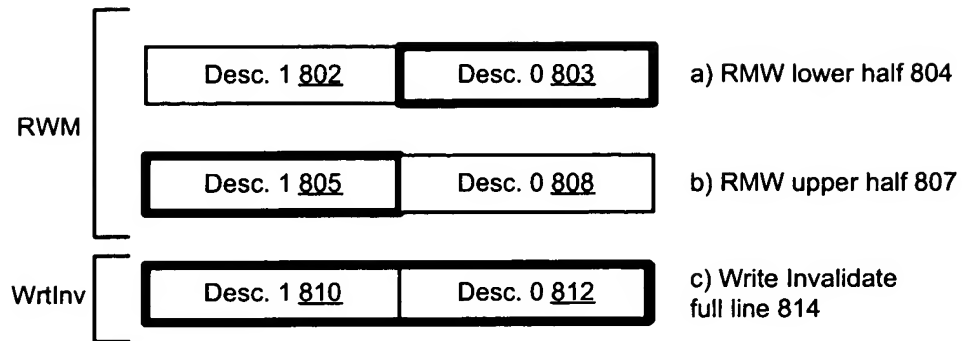 Desc. 1 802 Desc. 0 803 a) RMW lower half 804
RWM
Desc. 1 805 Desc. 0 808 b) RMW upper half 807
WrtInv Desc. 1 810 Desc. 0 812 c) Write Invalidate
full line 814